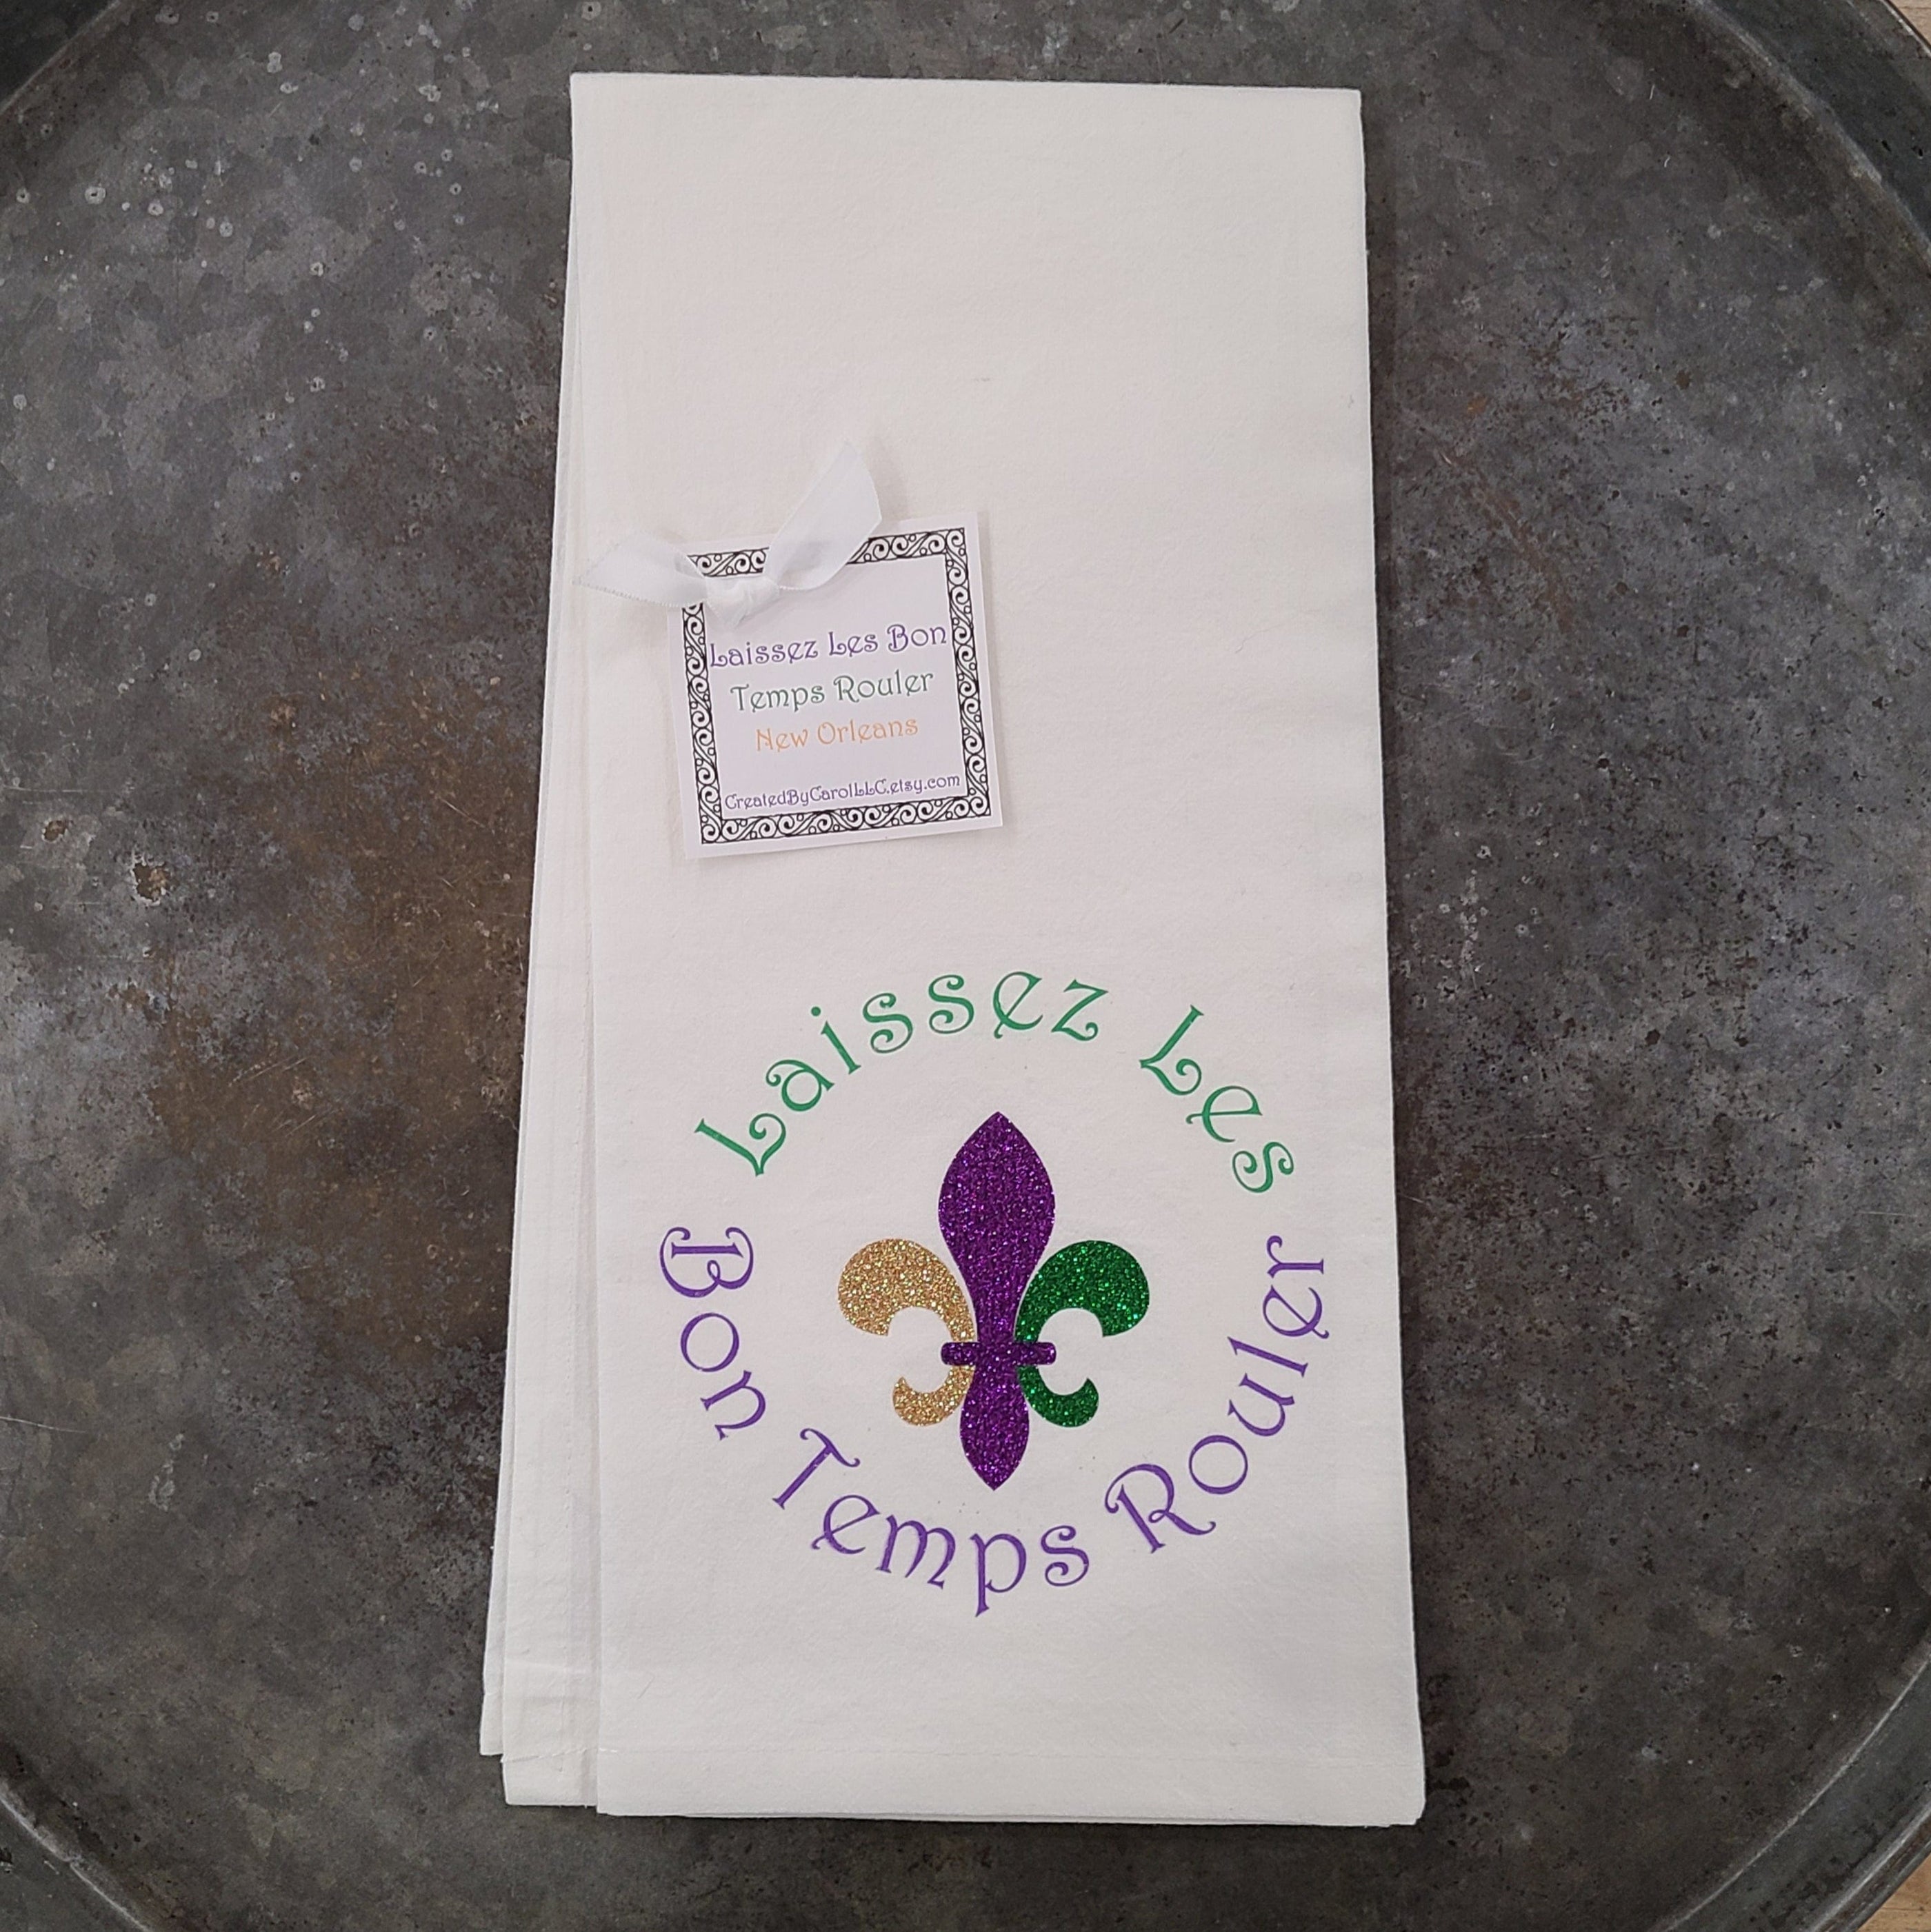 Laissez Les Bon
Temps Rouler
New Orleans
CreatedByCarolLLC.etsy.com
Laissez Les
Bon Temps Rouler